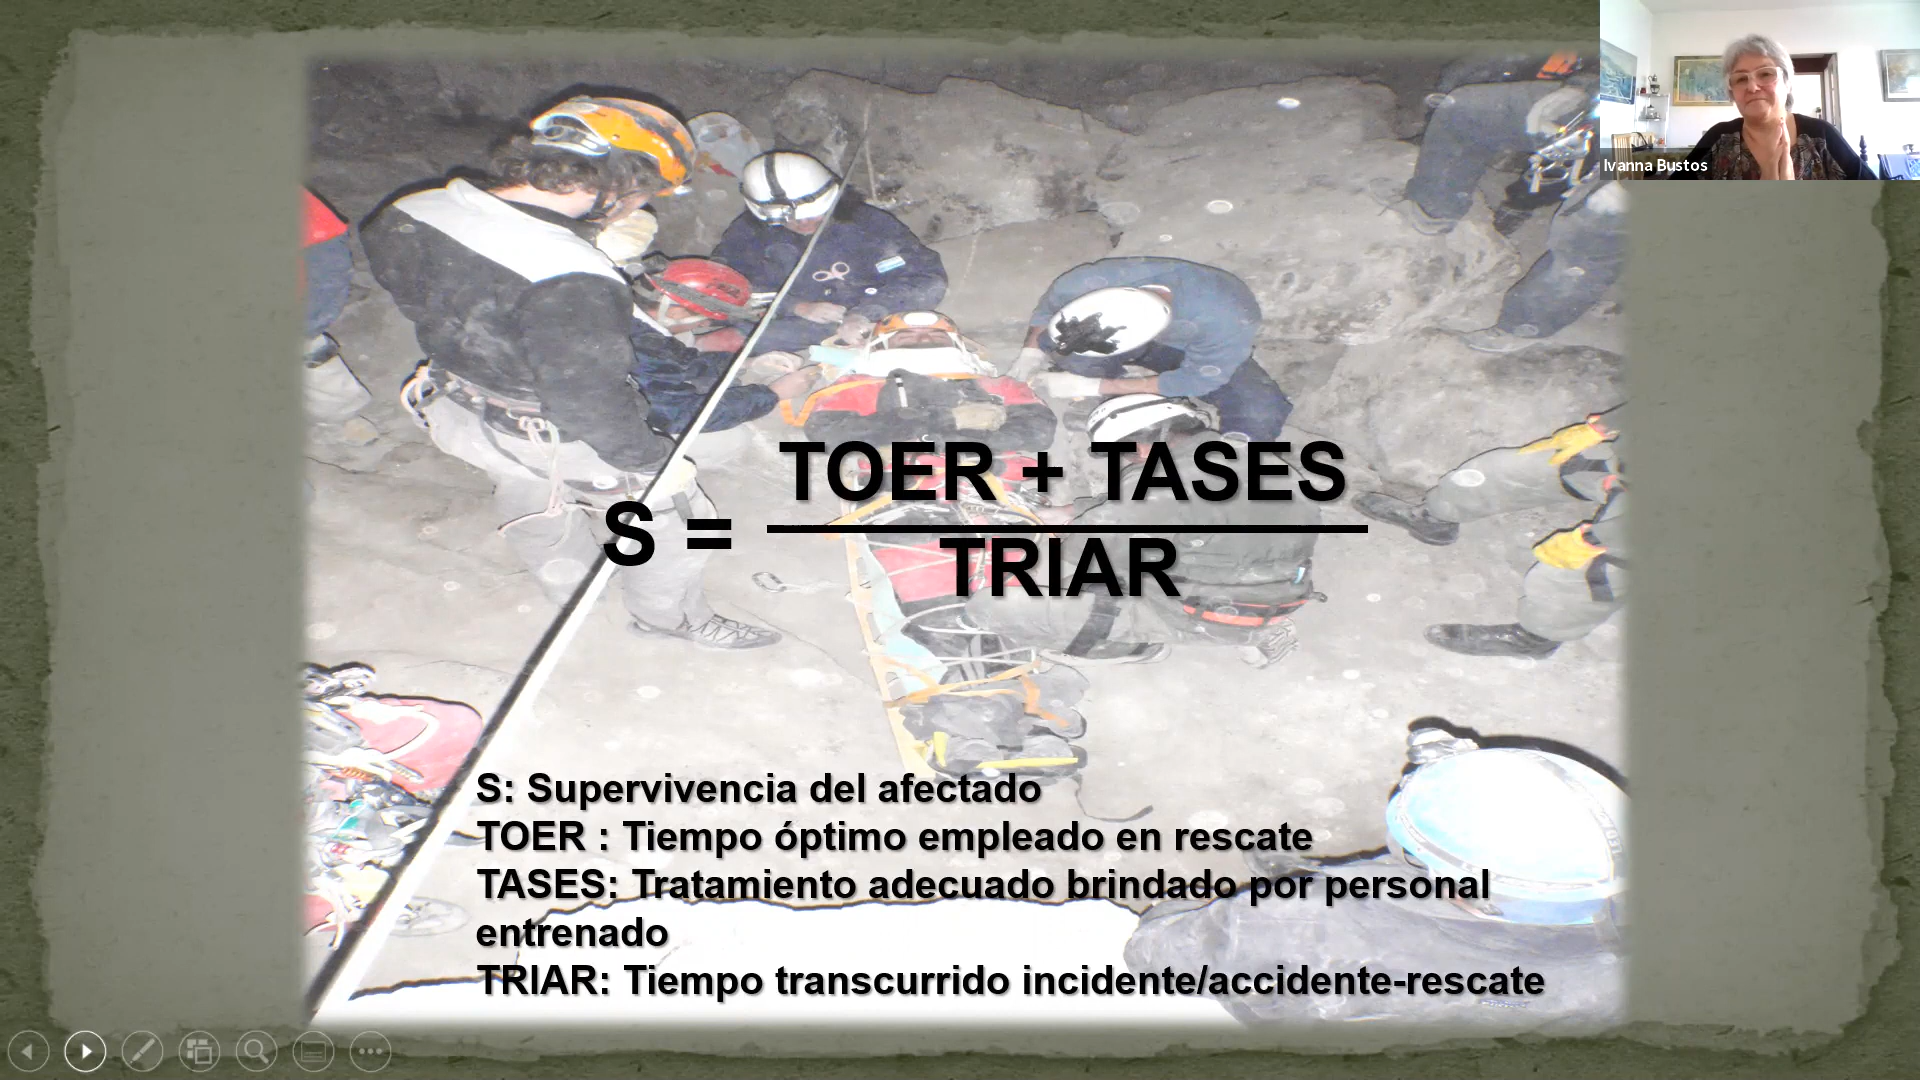 Ivanna Bustos
TOER + TASES
S =
TRIAR
S: Supervivencia del afectado
TOER : Tiempo óptimo empleado en rescate
TASES: Tratamiento adecuado brindado por personal
entrenado
TRIAR: Tiempo transcurrido incidente/accidente-rescate